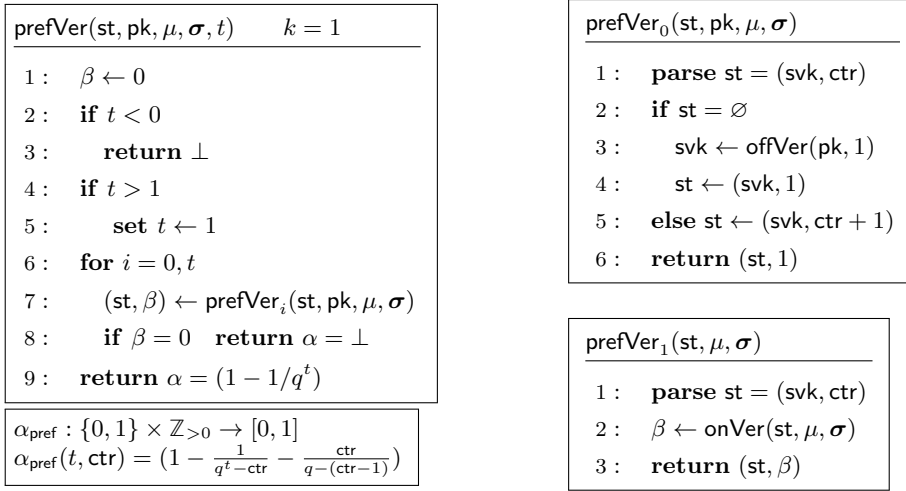 prefVer(st, pk, μ, σ, t)    k = 1
1 : β ← 0
2 : if t < 0
3 : return ⊥
4 : if t > 1
5 : set t ← 1
6 : for i = 0, t
7 : (st, β) ← prefVer_i(st, pk, μ, σ)
8 : if β = 0 return α = ⊥
9 : return α = (1 − 1/q^t)
α_pref : {0, 1} × ℤ_{>0} → [0, 1]
α_pref(t, ctr) = (1 − 1/(q^t−ctr) − ctr/(q−(ctr−1)))
prefVer_0(st, pk, μ, σ)
1 : parse st = (svk, ctr)
2 : if st = ∅
3 : svk ← offVer(pk, 1)
4 : st ← (svk, 1)
5 : else st ← (svk, ctr + 1)
6 : return (st, 1)
prefVer_1(st, μ, σ)
1 : parse st = (svk, ctr)
2 : β ← onVer(st, μ, σ)
3 : return (st, β)